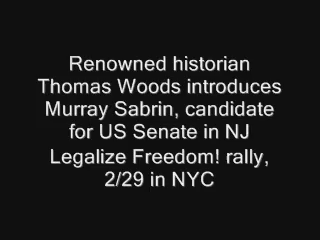 Renowned historian
Thomas Woods introduces
Murray Sabrin, candidate
for US Senate in NJ
Legalize Freedom! rally,
2/29 in NYC